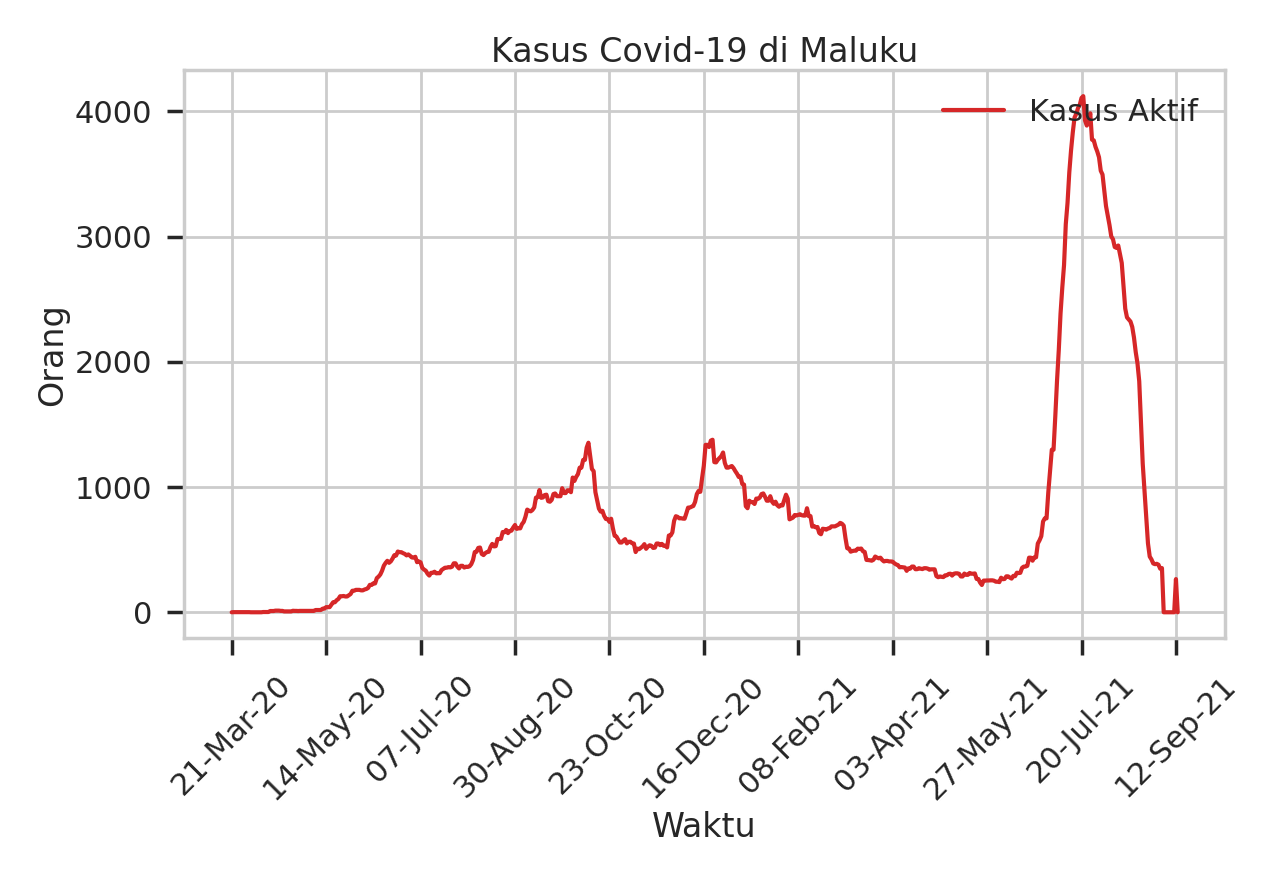 Kasus Covid-19 di Maluku
Kasus Aktif
Orang
4000
3000
2000
1000
0
21-Mar-20
14-May-20
07-Jul-20
30-Aug-20
23-Oct-20
16-Dec-20
08-Feb-21
03-Apr-21
27-May-21
20-Jul-21
12-Sep-21
Waktu